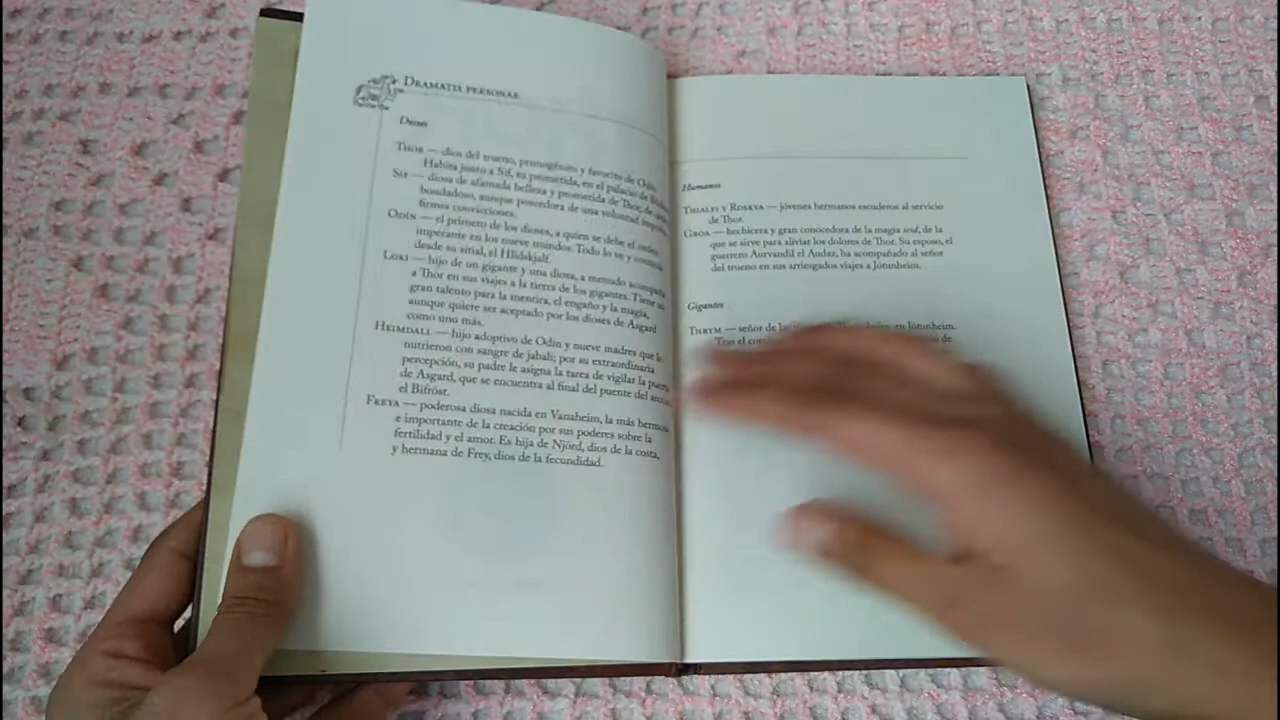 DRAMATIS PERSONAE
Dioses
THOR — dios del trueno, primogénito y favorito de Odín.
Habita junto a Sif, su prometida, en el palacio de
SIF — diosa de afamada belleza y prometida de Thor, de
bondadoso, aunque poseedora de una voluntad
firmes convicciones.
ODÍN — el primero de los dioses, a quien se debe el orden
imperante en los nueve mundos. Todo lo ve y
desde su sitial, el Hlidskjalf.
LOKI — hijo de un gigante y una diosa, a menudo acompaña
a Thor en sus viajes a la tierra de los gigantes. Tiene un
gran talento para la mentira, el engaño y la magia,
aunque quiere ser aceptado por los dioses de Asgard
como uno más.
HEIMDALL — hijo adoptivo de Odín y nueve madres que lo
nutrieron con sangre de jabalí; por su extraordinaria
percepción, su padre le asigna la tarea de vigilar la puerta
de Asgard, que se encuentra al final del puente del
el Bifröst.
FREYA — poderosa diosa nacida en Vanaheim, la más hermosa
e importante de la creación por sus poderes sobre la
fertilidad y el amor. Es hija de Njörd, dios de la costa,
y hermana de Frey, dios de la fecundidad.
Humanos
THIALFI Y ROSKVA — jóvenes hermanos escuderos al servicio
de Thor.
GROA — hechicera y gran conocedora de la magia seid, de la
que se sirve para aliviar los dolores de Thor. Su esposo, el
guerrero Aurvandil el Audaz, ha acompañado al señor
del trueno en sus arriesgados viajes a Jötunheim.
Gigantes
THRYM — señor de en Jötunheim.
Tras el de